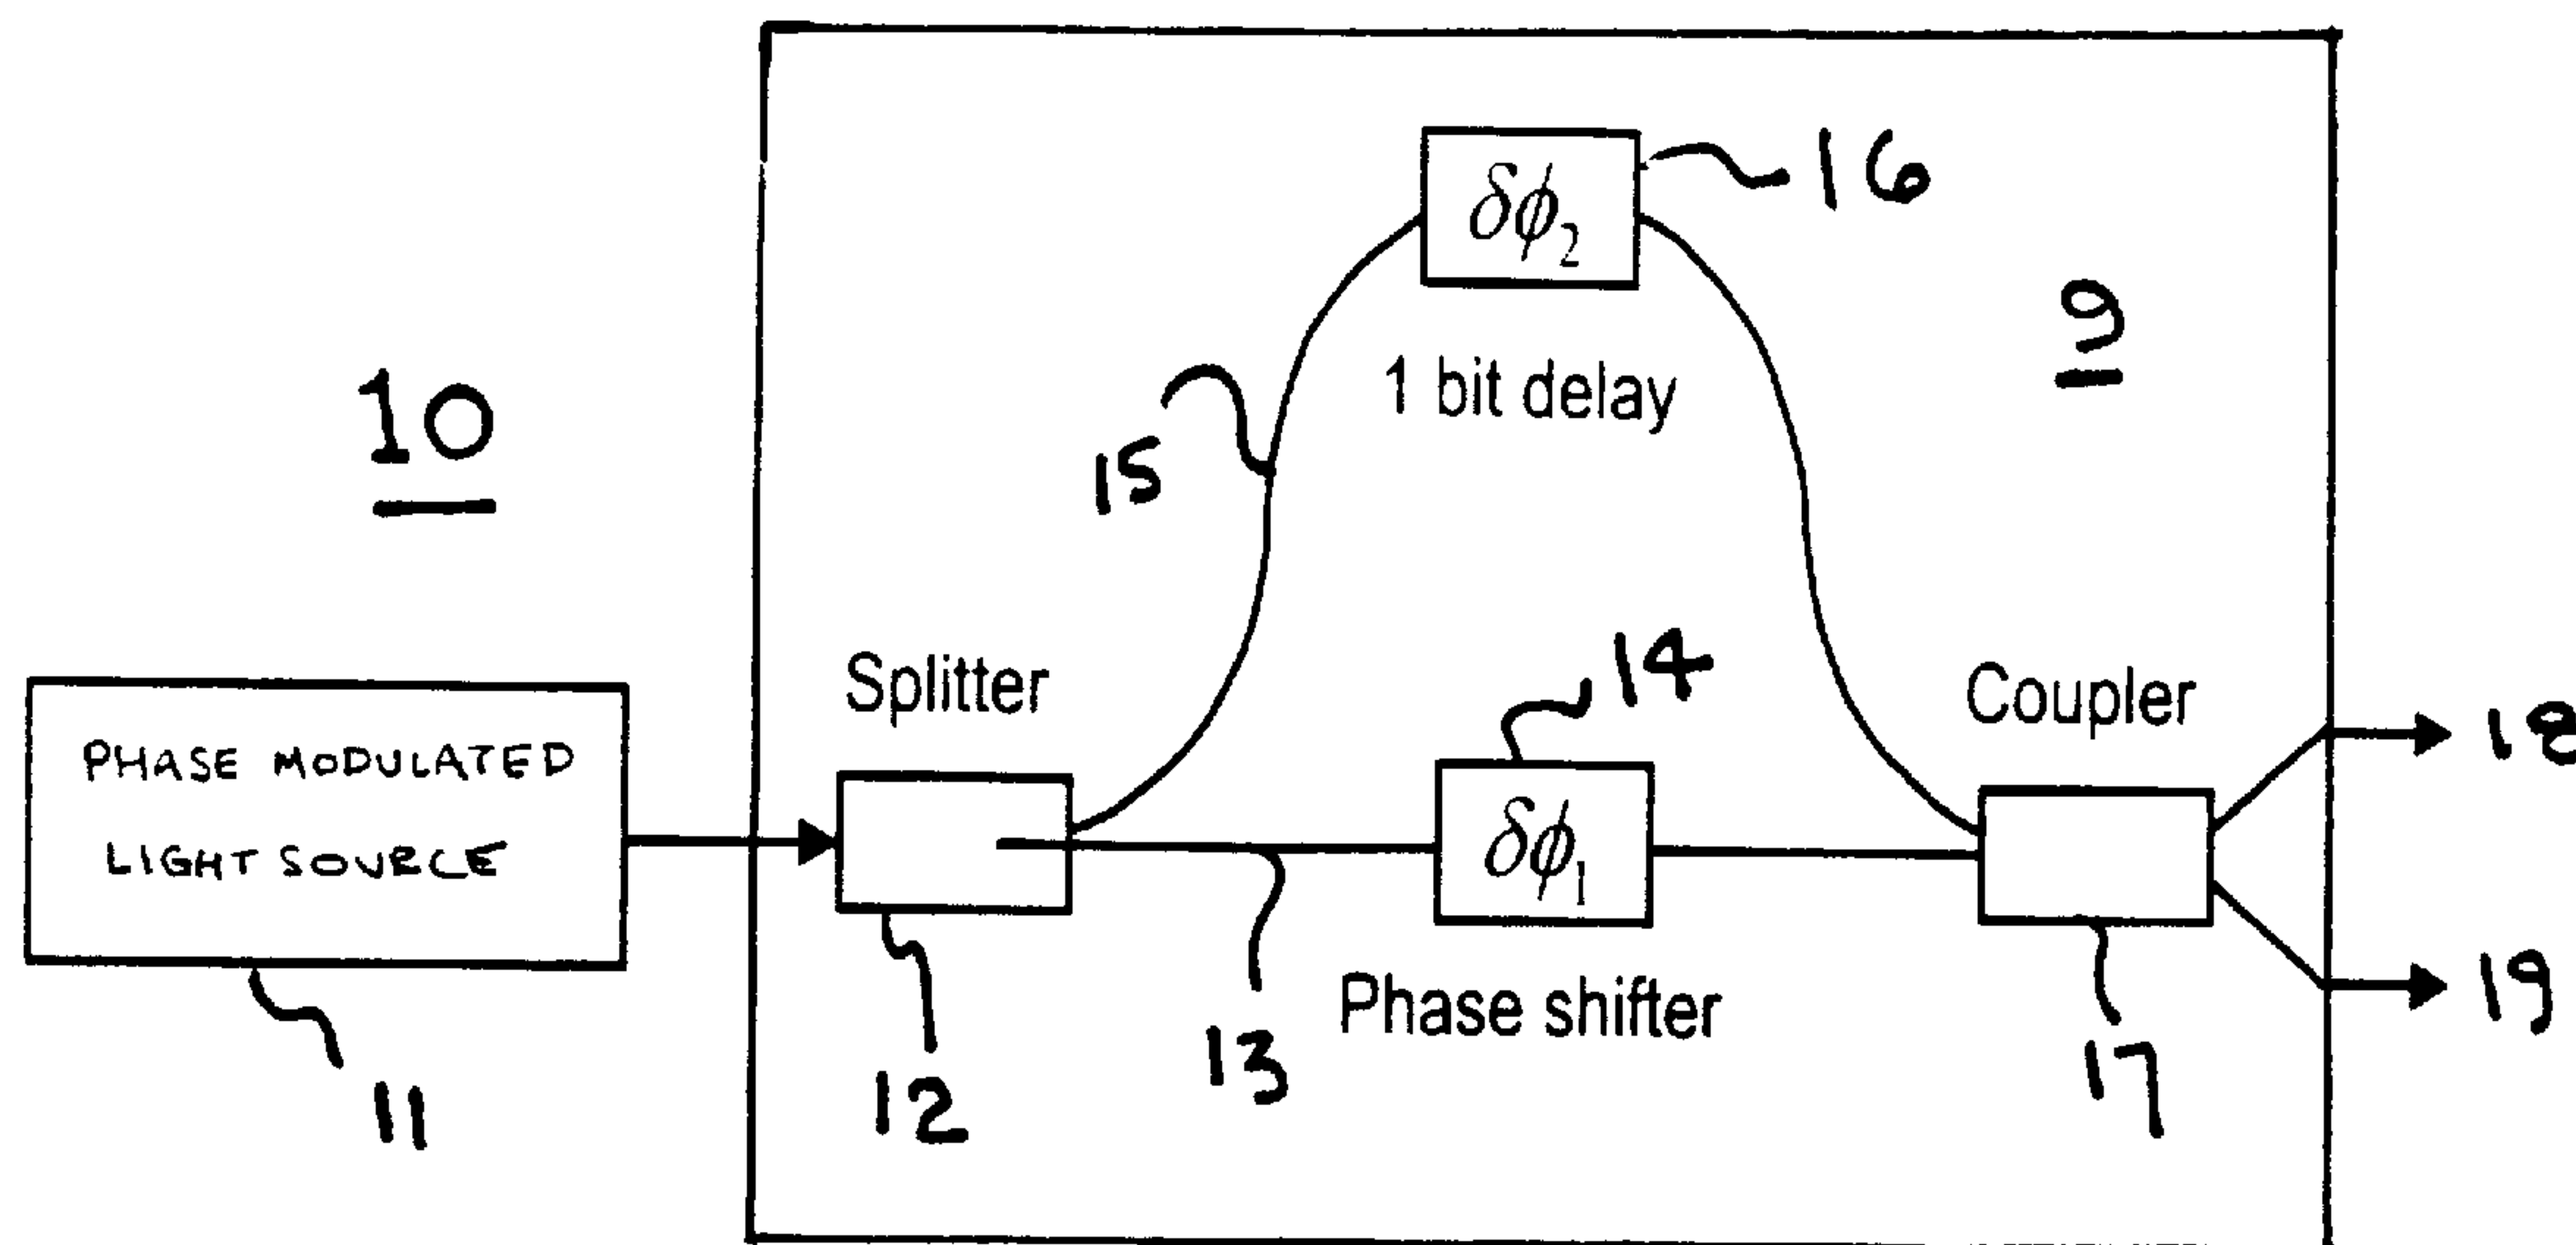 δϕ₂
16
9
1 bit delay
10
15
14
Splitter
Coupler
18
PHASE MODULATED
LIGHT SOURCE
δϕ₁
19
Phase shifter
13
17
12
11